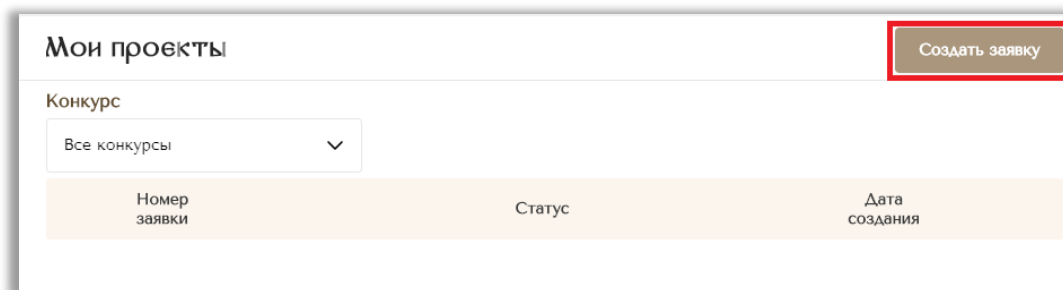 Мои проекты
Создать заявку
Конкурс
Все конкурсы
Номер
заявки
Статус
Дата
создания